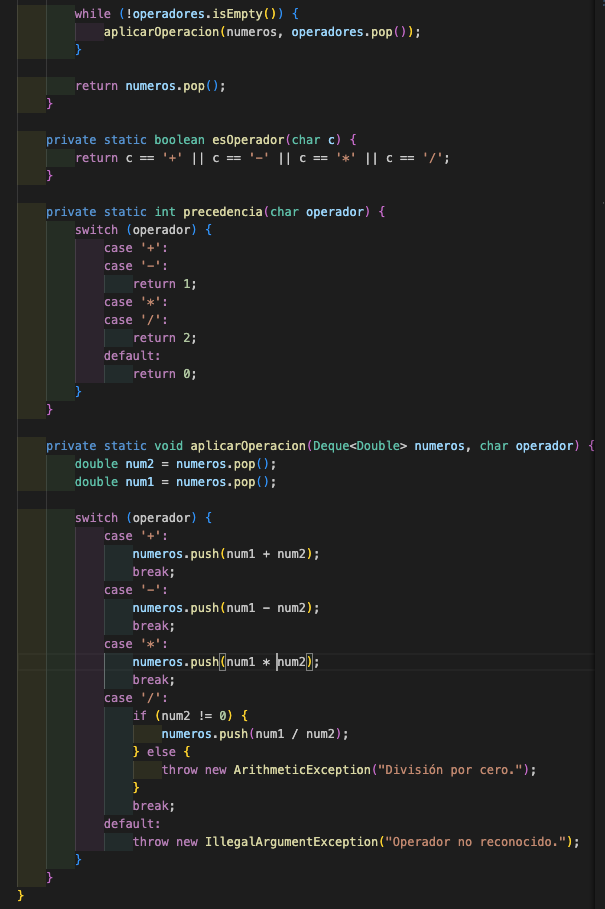 while (!operadores.isEmpty()) {
aplicarOperacion(numeros, operadores.pop());
}
return numeros.pop();
}
private static boolean esOperador(char c) {
return c == '+' || c == '-' || c == '*' || c == '/';
}
private static int precedencia(char operador) {
switch (operador) {
case '+':
case '-':
return 1;
case '*':
case '/':
return 2;
default:
return 0;
}
}
private static void aplicarOperacion(Deque<Double> numeros, char operador) {
double num2 = numeros.pop();
double num1 = numeros.pop();
switch (operador) {
case '+':
numeros.push(num1 + num2);
break;
case '-':
numeros.push(num1 - num2);
break;
case '*':
numeros.push(num1 * num2);
break;
case '/':
if (num2 != 0) {
numeros.push(num1 / num2);
} else {
throw new ArithmeticException("División por cero.");
}
break;
default:
throw new IllegalArgumentException("Operador no reconocido.");
}
}
}